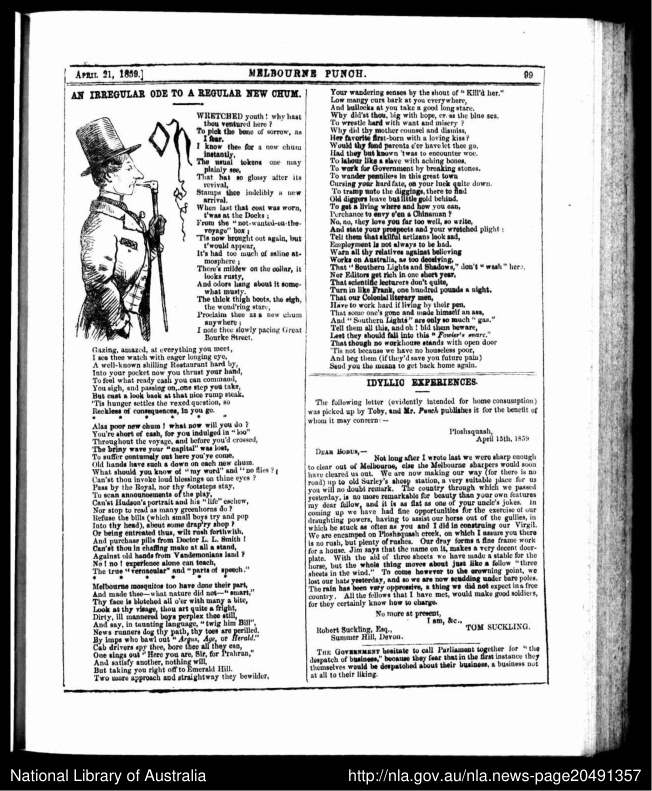 APRIL 21, 1859.]
MELBOURNE PUNCH.
99
AN IRREGULAR ODE TO A REGULAR NEW CHUM.
Oh
WRETCHED youth! why hast
thou ventured here?
To pick the bone of sorrow, as
I fear.
I know thee for a new chum
instantly,
The usual tokens one may
plainly see,
That hat so glossy after its
revival,
Stamps thee indelibly a new
arrival.
When last that coat was worn,
t'was at the Docks;
From the "not-wanted-on-the-
voyage" box;
'Tis now brought out again, but
t'would appear,
It's had too much of saline at-
mosphere;
There's mildew on the collar, it
looks rusty,
And odors hang about it some-
what musty.
The thick thigh boots, the sigh,
the wond'ring stare,
Proclaim thee as a new chum
anywhere;
I note thee slowly pacing Great
Bourke Street.
Gazing, amazed, at everything you meet,
I see thee watch with eager longing eye,
A well-known shilling Restaurant hard by,
Into your pocket now you thrust your hand,
To feel what ready cash you can command,
You sigh, and passing on, one step you take,
But cast a look back at that nice rump steak,
'Tis hunger settles the vexed question, so
Reckless of consequences, in you go.
* * * * *
Alas poor new chum! what now will you do?
You're short of cash, for you indulged in "loo"
Throughout the voyage, and before you'd crossed,
The briny wave your "capital" was lost,
To suffer contumely out here you've come,
Old hands have such a down on each new chum.
What should you know of "my word" and "no flies?"
Can'st thou invoke loud blessings on thine eyes?
Pass by the Royal, nor thy footsteps stay,
To scan announcements of the play,
Can'st Hudson's portrait and his "life" eschew,
Nor stop to read as many greenhorns do?
Refuse the bills (which small boys try and pop
Into thy head), about some drap'ry shop?
Or being entreated thus, wilt rush forthwith,
And purchase pills from Doctor L. L. Smith!
Can'st thou in chaffing make at all a stand,
Against old hands from Vandemonian land?
No! no! experience alone can teach,
The true "vernacular" and "parts of speech."
* * * * *
Melbourne mosquitos too have done their part,
And made thee—what nature did not—"smart,"
Thy face is blotched all o'er with many a bite,
Look at thy visage, thou art quite a fright,
Dirty, ill mannered boys perplex thee still,
And say, in taunting language, "twig him Bill",
News runners dog thy path, thy toes are perilled.
By imps who bawl out "Argus, Age, or Herald."
Cab drivers spy thee, bore thee all they can,
One sings out "Here you are, Sir, for Prahran,"
And satisfy another, nothing will,
But taking you right off to Emerald Hill.
Two more approach and straightway they bewilder,
Your wandering senses by the shout of "Kill'd her."
Low mangy curs bark at you everywhere,
And bullocks at you take a good long stare.
Why did'st thou, big with hope, cross the blue sea,
To wrestle hard with want and misery?
Why did thy mother counsel and dismiss,
Her favorite first-born with a loving kiss?
Would thy fond parents e'er have let thee go,
Had they but known 'twas to encounter woe.
To labour like a slave with aching bones.
To work for Government by breaking stones.
To wander penniless in this great town
Cursing your hard fate, on your luck quite down.
To tramp unto the diggings, there to find
Old diggers leave but little gold behind.
To get a living where and how you can,
Perchance to envy e'en a Chinaman?
No, no, they love you far too well, so write,
And state your prospects and your wretched plight;
Tell them that skilful artizans look sad,
Employment is not always to be had.
Warn all thy relatives against believing
Works on Australia, as too deceiving.
That "Southern Lights and Shadows," don't "wash" here,
Nor Editors get rich in one short year,
That scientific lecturers don't quite,
Turn in like Frank, one hundred pounds a night.
That our Colonial literary men,
Have to work hard if living by their pen,
That some one's gone and made himself an ass,
And "Southern Lights" are only so much "gas."
Tell them all this, and oh! bid them beware,
Lest they should fall into this "Fowler's snare."
That though no workhouse stands with open door
'Tis not because we have no houseless poor,
And beg them (if they'd save you future pain)
Send you the means to get back home again.
IDYLLIC EXPERIENCES.
The following letter (evidently intended for home consumption)
was picked up by Toby, and Mr. Punch publishes it for the benefit of
whom it may concern:—
Ploshquash,
April 15th, 1859
DEAR BOBUS,—
Not long after I wrote last we were sharp enough
to clear out of Melbourne, else the Melbourne sharpers would soon
have cleared us out. We are now making our way (for there is no
road) up to old Surley's sheep station, a very suitable place for us
you will no doubt remark. The country through which we passed
yesterday, is no more remarkable for beauty than your own features
my dear fellow, and it is as flat as one of your uncle's jokes. In
coming up we have had fine opportunities for the exercise of our
draughting powers, having to assist our horse out of the gullies, in
which he stuck as often as you and I did in construing our Virgil.
We are encamped on Ploshquash creek, on which I assure you there
is no rush, but plenty of rushes. Our dray forms a fine frame work
for a house. Jim says that the name on it, makes a very decent door-
plate. With the aid of three sheets we have made a stable for the
horse, but the whole thing moves about just like a fellow "three
sheets in the wind." To come however to the crowning point, we
lost our hats yesterday, and so we are now scudding under bare poles.
The rain has been very oppressive, a thing we did not expect in a free
country. All the fellows that I have met, would make good soldiers,
for they certainly know how to charge.
No more at present,
I am, &c.,
TOM SUCKLING.
Robert Suckling, Esq.,
Summer Hill, Devon.
THE GOVERNMENT hesitate to call Parliament together for "the
despatch of business," because they fear that in the first instance they
themselves would be despatched about their business, a business not
at all to their liking.
National Library of Australia
http://nla.gov.au/nla.news-page20491357